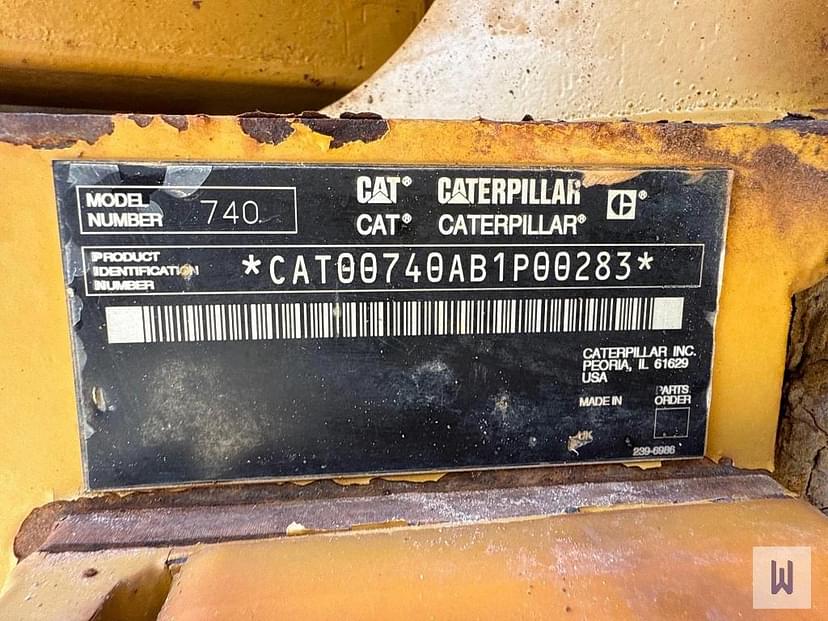 MODEL NUMBER 740
CAT® CATERPILLAR®
CAT® CATERPILLAR®
PRODUCT
IDENTIFICATION
NUMBER
*CAT00740AB1P00283*
CATERPILLAR INC.
PEORIA, IL 61629
USA
MADE IN
UK
PARTS
ORDER
239-6986
W